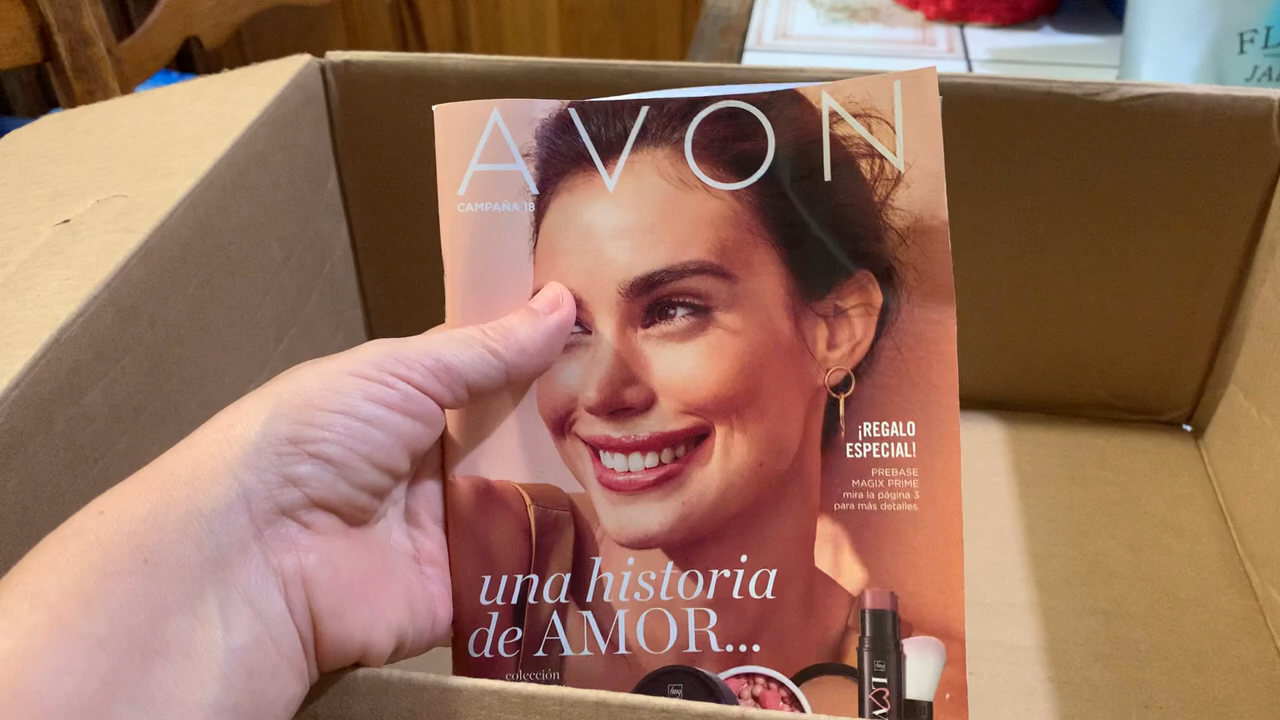 AVON
CAMPAÑA 18
¡REGALO
ESPECIAL!
PREBASE
MAGIX PRIME
mira la página 3
para más detalles.
una historia
de AMOR...
colección